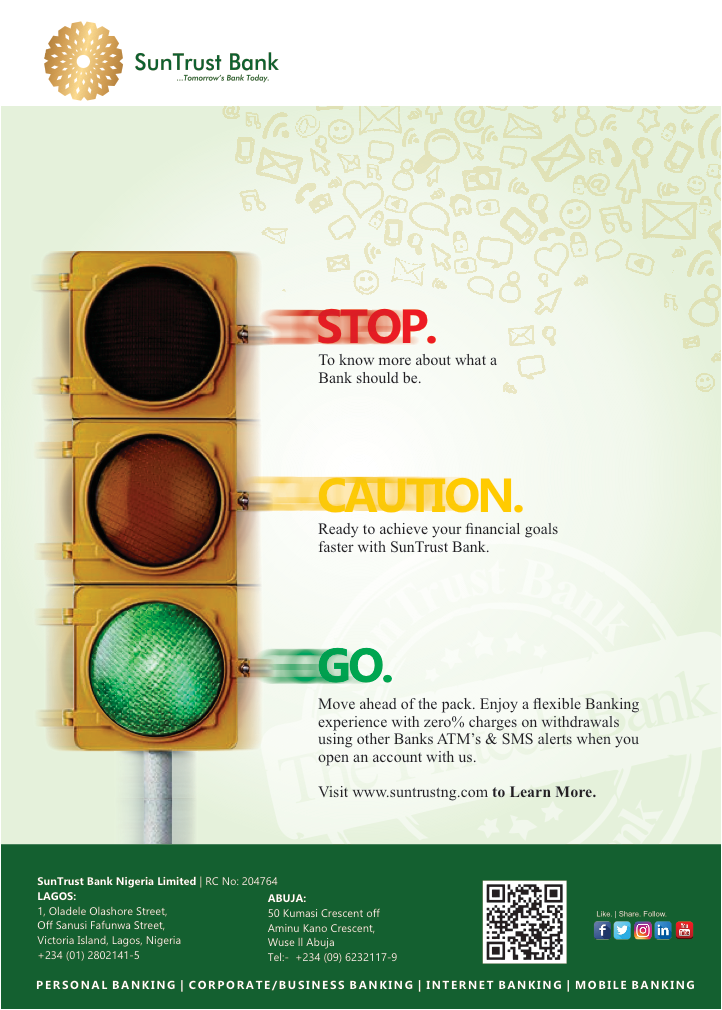 SunTrust Bank
...Tomorrow's Bank Today.
STOP.
To know more about what a
Bank should be.
CAUTION.
Ready to achieve your financial goals
faster with SunTrust Bank.
GO.
Move ahead of the pack. Enjoy a flexible Banking
experience with zero% charges on withdrawals
using other Banks ATM's & SMS alerts when you
open an account with us.
Visit www.suntrustng.com to Learn More.
SunTrust Bank
Bank
SunTrust Bank Nigeria Limited | RC No: 204764
LAGOS:
1, Oladele Olashore Street,
Off Sanusi Fafunwa Street,
Victoria Island, Lagos, Nigeria
+234 (01) 2802141-5
ABUJA:
50 Kumasi Crescent off
Aminu Kano Crescent,
Wuse ll Abuja
Tel:- +234 (09) 6232117-9
Like. | Share. Follow.
PERSONAL BANKING | CORPORATE/BUSINESS BANKING | INTERNET BANKING | MOBILE BANKING